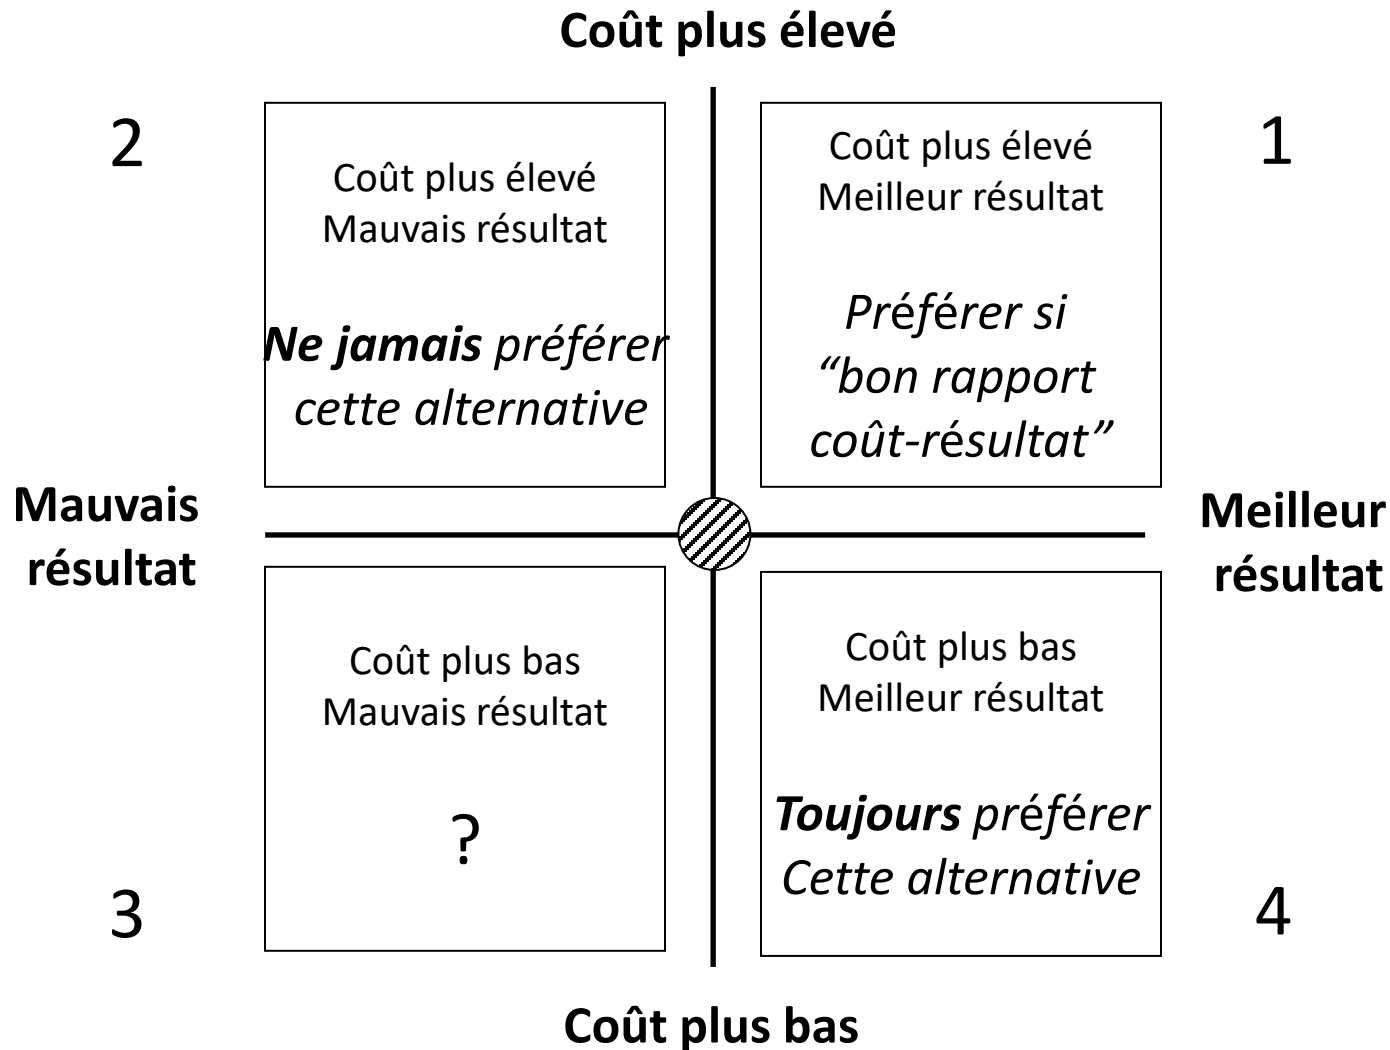 Coût plus élevé
2
Coût plus élevé
Mauvais résultat
Ne jamais préférer
cette alternative
Coût plus élevé
Meilleur résultat
Préférer si
“bon rapport
coût-résultat”
1
Mauvais
résultat
Meilleur
résultat
Coût plus bas
Mauvais résultat
?
3
Coût plus bas
Meilleur résultat
Toujours préférer
Cette alternative
4
Coût plus bas